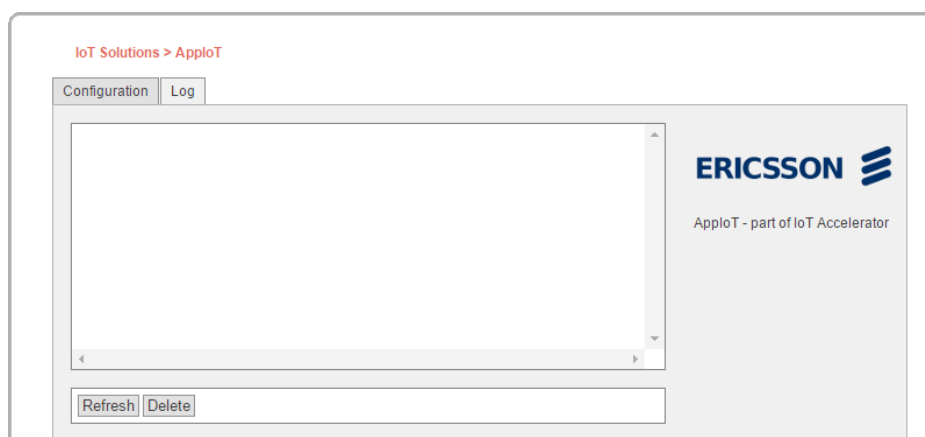 IoT Solutions > AppIoT
Configuration Log
ERICSSON
AppIoT - part of IoT Accelerator
Refresh Delete